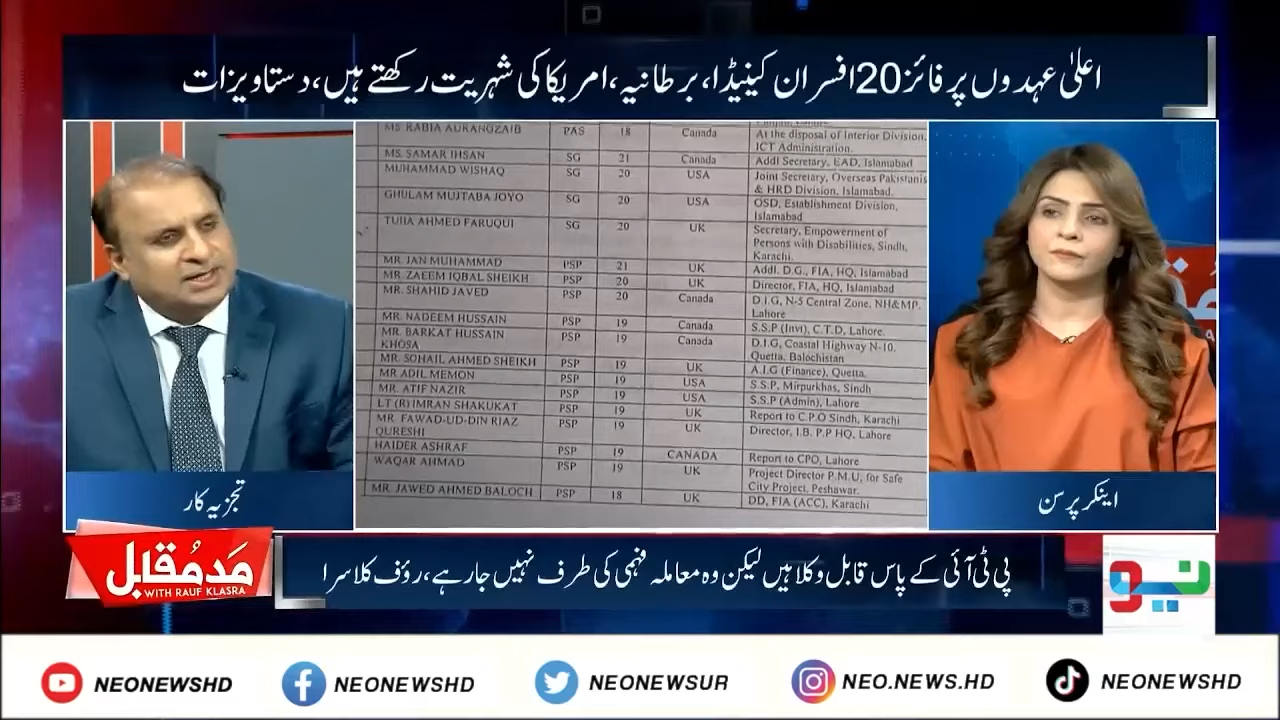 اعلیٰ عہدوں پر فائز 20 افسران کینیڈا، برطانیہ، امریکا کی شہریت رکھتے ہیں، دستاویزات
MS RABIA AURANGZAIB PAS 18 Canada At the disposal of Interior Division, ICT Administration.
MS. SAMAR IHSAN SG 21 Canada Addl Secretary, EAD, Islamabad
MUHAMMAD WISHAQ SG 20 USA Joint Secretary, Overseas Pakistanis & HRD Division, Islamabad.
GHULAM MUJTABA JOYO SG 20 USA OSD, Establishment Division, Islamabad
AHMED FARUQUI SG 20 UK Secretary, Empowerment of Persons with Disabilities, Sindh, Karachi.
MR. JAN MUHAMMAD PSP 21 UK Addl. D.G., FIA, HQ, Islamabad
MR. ZAEEM IQBAL SHEIKH PSP 20 UK Director, FIA, HQ, Islamabad
MR. SHAHID JAVED PSP 20 Canada D.I.G, N-5 Central Zone, NH&MP, Lahore
MR. NADEEM HUSSAIN PSP 19 Canada S.S.P (Invi), C.T.D, Lahore.
MR. BARKAT HUSSAIN KHOSA PSP 19 Canada D.I.G, Coastal Highway N-10, Quetta, Balochistan
MR. SOHAIL AHMED SHEIKH PSP 19 UK A.I.G (Finance), Quetta.
MR ADIL MEMON PSP 19 USA S.S.P, Mirpurkhas, Sindh
MR. ATIF NAZIR PSP 19 USA S.S.P (Admin), Lahore
LT (R) IMRAN SHAKUKAT PSP 19 UK Report to C.P.O Sindh, Karachi
MR. FAWAD-UD-DIN RIAZ QURESHI PSP 19 UK Director, I.B. P.P HQ, Lahore
HAIDER ASHRAF PSP 19 CANADA Report to CPO, Lahore
WAQAR AHMAD PSP 19 UK Project Director P.M.U, for Safe City Project, Peshawar.
MR. JAWED AHMED BALOCH PSP 18 UK DD, FIA (ACC), Karachi
تجزیہ کار
اینکر پرسن
مَدمُقابل
WITH RAUF KLASRA
پی ٹی آئی کے پاس قابل وکلا ہیں لیکن وہ معاملہ فہمی کی طرف نہیں جا رہے، رؤف کلاسرا
نیو
NEONEWSHD
NEONEWSHD
NEONEWSUR
NEO.NEWS.HD
NEONEWSHD